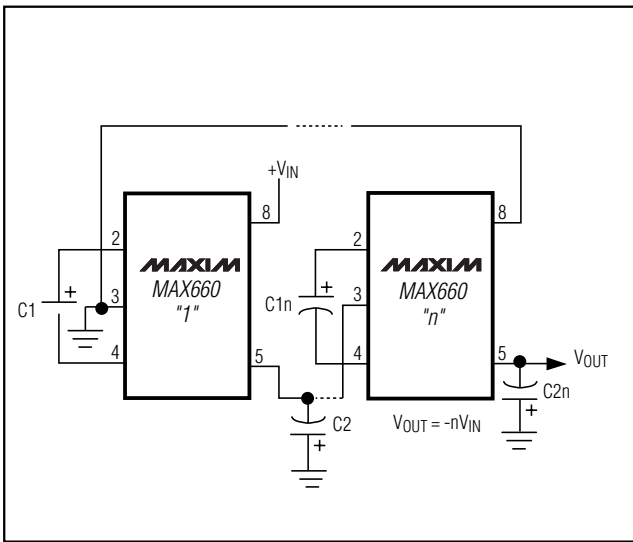 +VIN
8
8
2
2
MAXIM
MAX660
"1"
MAXIM
MAX660
"n"
C1
+
3
C1n
+
3
4
4
5
5
VOUT
C2
+
C2n
+
VOUT = -nVIN